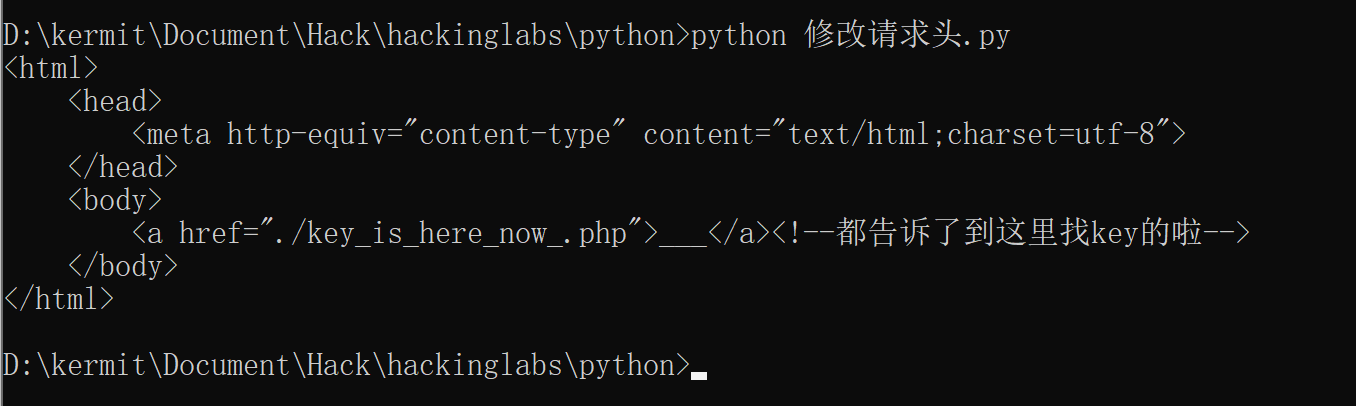 D:\kermit\Document\Hack\hackinglabs\python>python 修改请求头.py
<html>
    <head>
        <meta http-equiv="content-type" content="text/html;charset=utf-8">
    </head>
    <body>
        <a href="./key_is_here_now_.php">___</a><!--都告诉了到这里找key的啦-->
    </body>
</html>
D:\kermit\Document\Hack\hackinglabs\python>